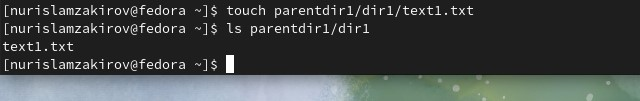 [nurislamzakirov@fedora ~]$ touch parentdir1/dir1/text1.txt
[nurislamzakirov@fedora ~]$ ls parentdir1/dir1
text1.txt
[nurislamzakirov@fedora ~]$